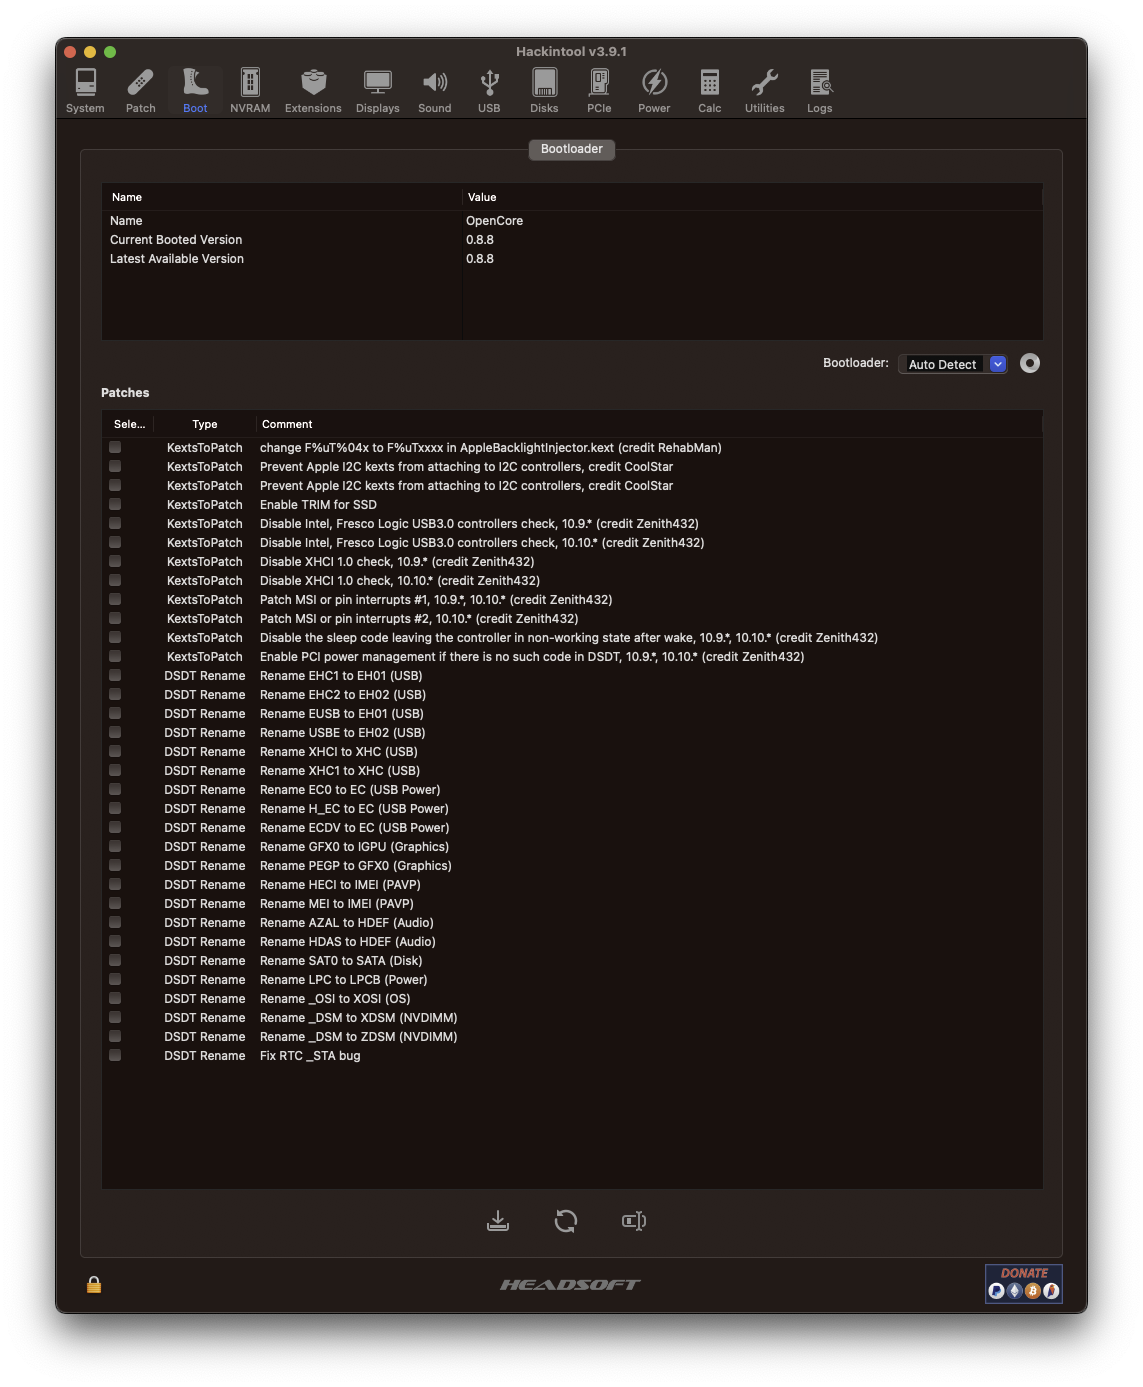 Hackintool v3.9.1
System Patch Boot NVRAM Extensions Displays Sound USB Disks PCIe Power Calc Utilities Logs
Bootloader
Name Value
Name OpenCore
Current Booted Version 0.8.8
Latest Available Version 0.8.8
Bootloader: Auto Detect
Patches
Sele... Type Comment
KextsToPatch change F%uT%04x to F%uTxxxx in AppleBacklightInjector.kext (credit RehabMan)
KextsToPatch Prevent Apple I2C kexts from attaching to I2C controllers, credit CoolStar
KextsToPatch Prevent Apple I2C kexts from attaching to I2C controllers, credit CoolStar
KextsToPatch Enable TRIM for SSD
KextsToPatch Disable Intel, Fresco Logic USB3.0 controllers check, 10.9.* (credit Zenith432)
KextsToPatch Disable Intel, Fresco Logic USB3.0 controllers check, 10.10.* (credit Zenith432)
KextsToPatch Disable XHCI 1.0 check, 10.9.* (credit Zenith432)
KextsToPatch Disable XHCI 1.0 check, 10.10.* (credit Zenith432)
KextsToPatch Patch MSI or pin interrupts #1, 10.9.*, 10.10.* (credit Zenith432)
KextsToPatch Patch MSI or pin interrupts #2, 10.10.* (credit Zenith432)
KextsToPatch Disable the sleep code leaving the controller in non-working state after wake, 10.9.*, 10.10.* (credit Zenith432)
KextsToPatch Enable PCI power management if there is no such code in DSDT, 10.9.*, 10.10.* (credit Zenith432)
DSDT Rename Rename EHC1 to EH01 (USB)
DSDT Rename Rename EHC2 to EH02 (USB)
DSDT Rename Rename EUSB to EH01 (USB)
DSDT Rename Rename USBE to EH02 (USB)
DSDT Rename Rename XHCI to XHC (USB)
DSDT Rename Rename XHC1 to XHC (USB)
DSDT Rename Rename EC0 to EC (USB Power)
DSDT Rename Rename H_EC to EC (USB Power)
DSDT Rename Rename ECDV to EC (USB Power)
DSDT Rename Rename GFX0 to IGPU (Graphics)
DSDT Rename Rename PEGP to GFX0 (Graphics)
DSDT Rename Rename HECI to IMEI (PAVP)
DSDT Rename Rename MEI to IMEI (PAVP)
DSDT Rename Rename AZAL to HDEF (Audio)
DSDT Rename Rename HDAS to HDEF (Audio)
DSDT Rename Rename SAT0 to SATA (Disk)
DSDT Rename Rename LPC to LPCB (Power)
DSDT Rename Rename _OSI to XOSI (OS)
DSDT Rename Rename _DSM to XDSM (NVDIMM)
DSDT Rename Rename _DSM to ZDSM (NVDIMM)
DSDT Rename Fix RTC _STA bug
HEADSOFT
DONATE